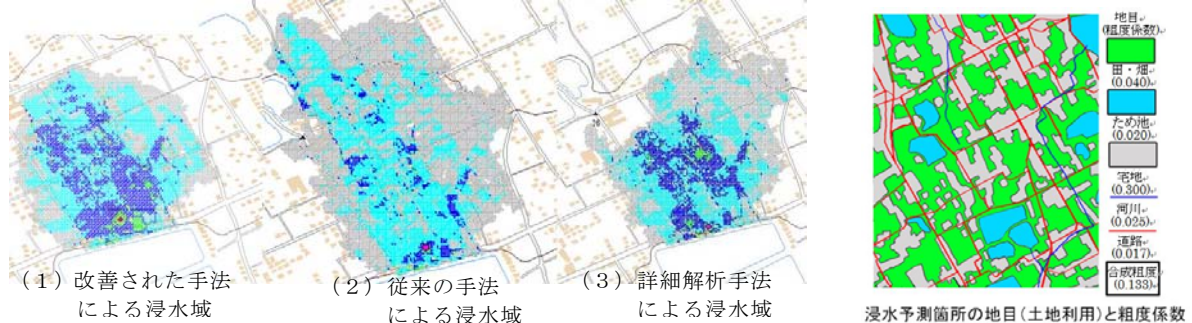 (1)改善された手法
による浸水域
(2)従来の手法
による浸水域
(3)詳細解析手法
による浸水域
地目
(粗度係数)
田・畑
(0.040)
ため池
(0.020)
宅地
(0.300)
河川
(0.025)
道路
(0.017)
合成粗度
(0.133)
浸水予測箇所の地目(土地利用)と粗度係数